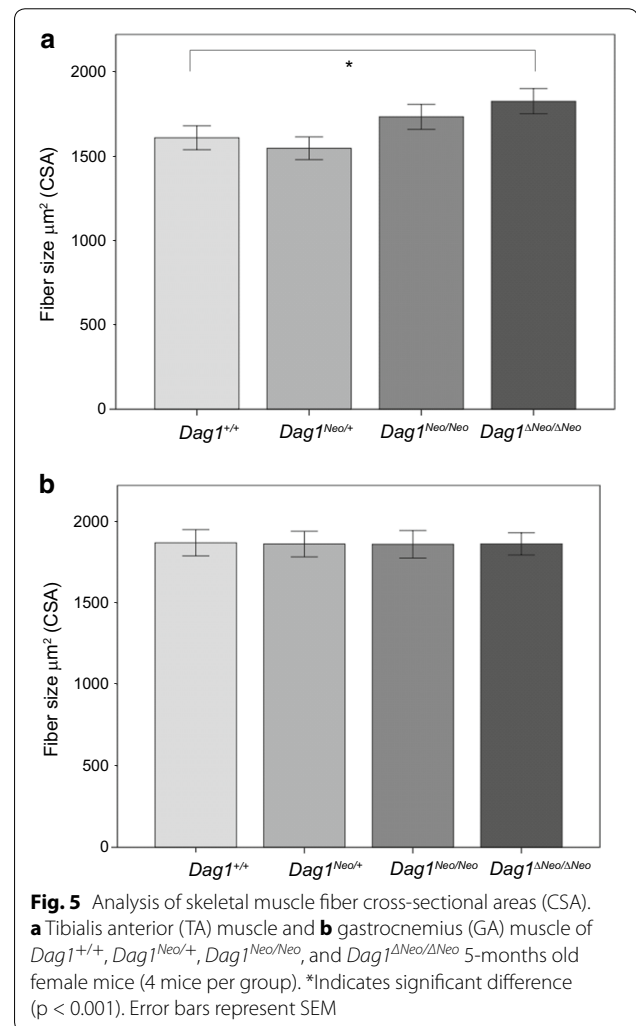 a
*
2000
1500
1000
500
0
Fiber size μm² (CSA)
Dag1+/+ Dag1Neo/+ Dag1Neo/Neo Dag1ΔNeo/ΔNeo
b
2000
1500
1000
500
0
Fiber size μm² (CSA)
Dag1+/+ Dag1Neo/+ Dag1Neo/Neo Dag1ΔNeo/ΔNeo
Fig. 5 Analysis of skeletal muscle fiber cross-sectional areas (CSA).
a Tibialis anterior (TA) muscle and b gastrocnemius (GA) muscle of
Dag1+/+, Dag1Neo/+, Dag1Neo/Neo, and Dag1ΔNeo/ΔNeo 5-months old
female mice (4 mice per group). *Indicates significant difference
(p < 0.001). Error bars represent SEM